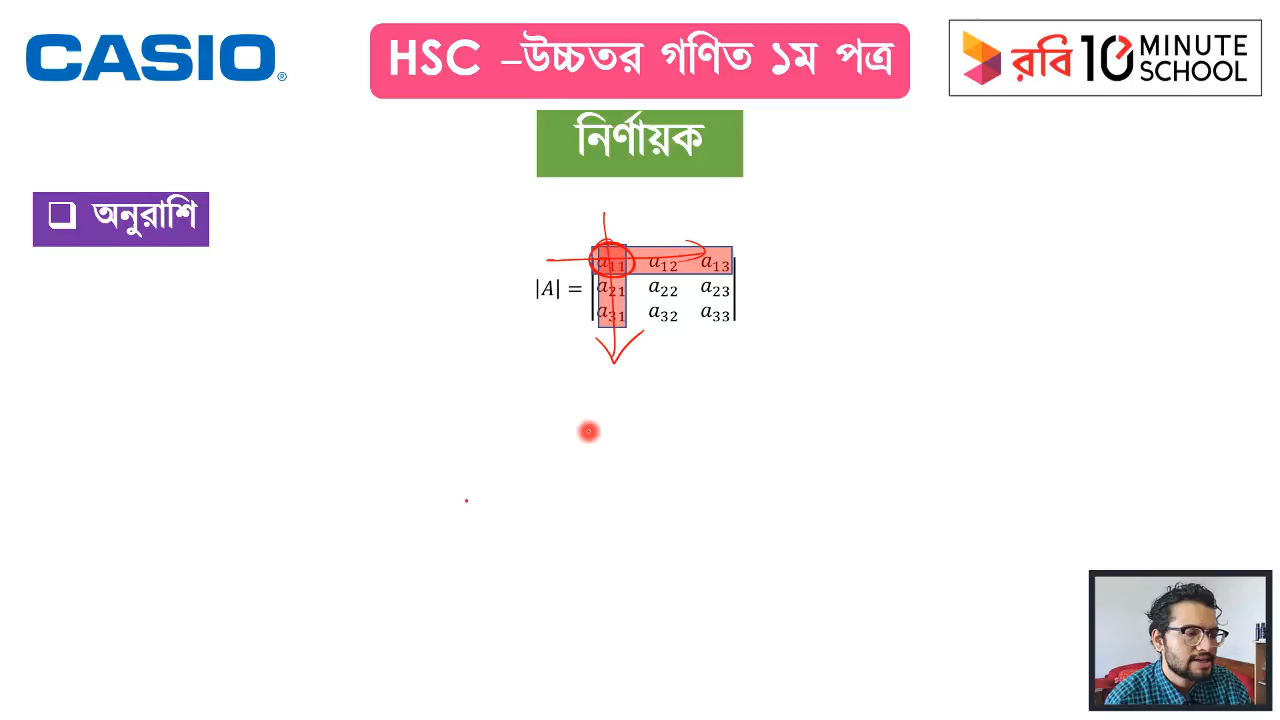 CASIO®
HSC –উচ্চতর গণিত ১ম পত্র
রবি 10 MINUTE SCHOOL
নির্ণায়ক
অনুরাশি
a₁₁ a₁₂ a₁₃
|A| = a₂₁ a₂₂ a₂₃
a₃₁ a₃₂ a₃₃